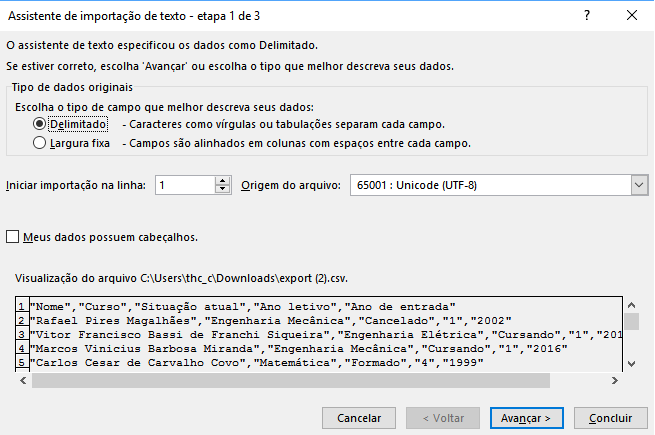 Assistente de importação de texto - etapa 1 de 3
O assistente de texto especificou os dados como Delimitado.
Se estiver correto, escolha 'Avançar' ou escolha o tipo que melhor descreva seus dados.
Tipo de dados originais
Escolha o tipo de campo que melhor descreva seus dados:
Delimitado - Caracteres como vírgulas ou tabulações separam cada campo.
Largura fixa - Campos são alinhados em colunas com espaços entre cada campo.
Iniciar importação na linha: 1 Origem do arquivo: 65001 : Unicode (UTF-8)
Meus dados possuem cabeçalhos.
Visualização do arquivo C:\Users\thc_c\Downloads\export (2).csv.
1 "Nome","Curso","Situação atual","Ano letivo","Ano de entrada"
2 "Rafael Pires Magalhães","Engenharia Mecânica","Cancelado","1","2002"
3 "Vitor Francisco Bassi de Franchi Siqueira","Engenharia Elétrica","Cursando","1","201
4 "Marcos Vinicius Barbosa Miranda","Engenharia Mecânica","Cursando","1","2016"
5 "Carlos Cesar de Carvalho Covo","Matemática","Formado","4","1999"
Cancelar < Voltar Avançar > Concluir